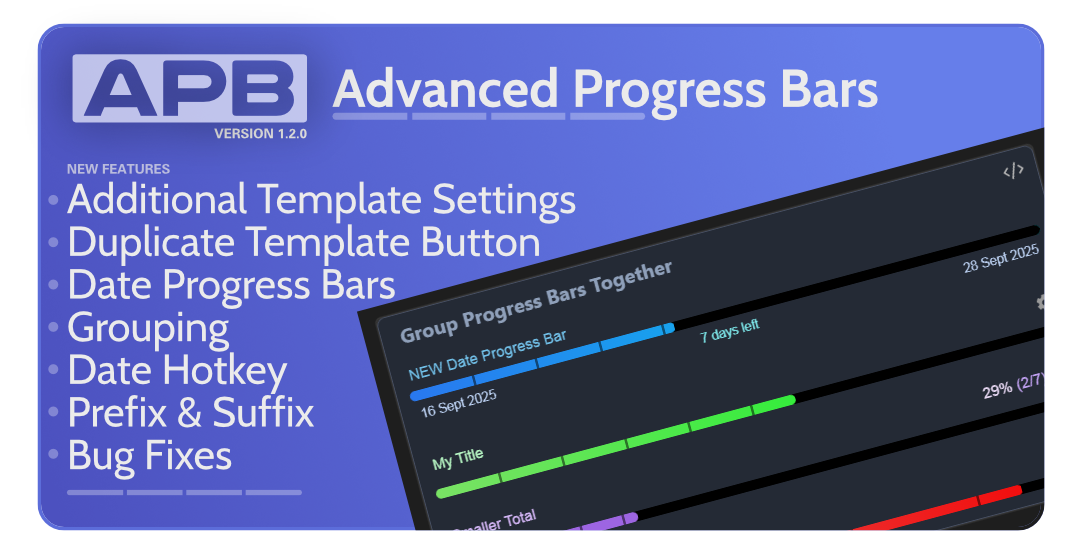 APB
Advanced Progress Bars
VERSION 1.2.0
NEW FEATURES
Additional Template Settings
Duplicate Template Button
Date Progress Bars
Grouping
Date Hotkey
Prefix & Suffix
Bug Fixes
</>
Group Progress Bars Together
NEW Date Progress Bar
16 Sept 2025
7 days left
28 Sept 2025
My Title
29% (2/7)
Total